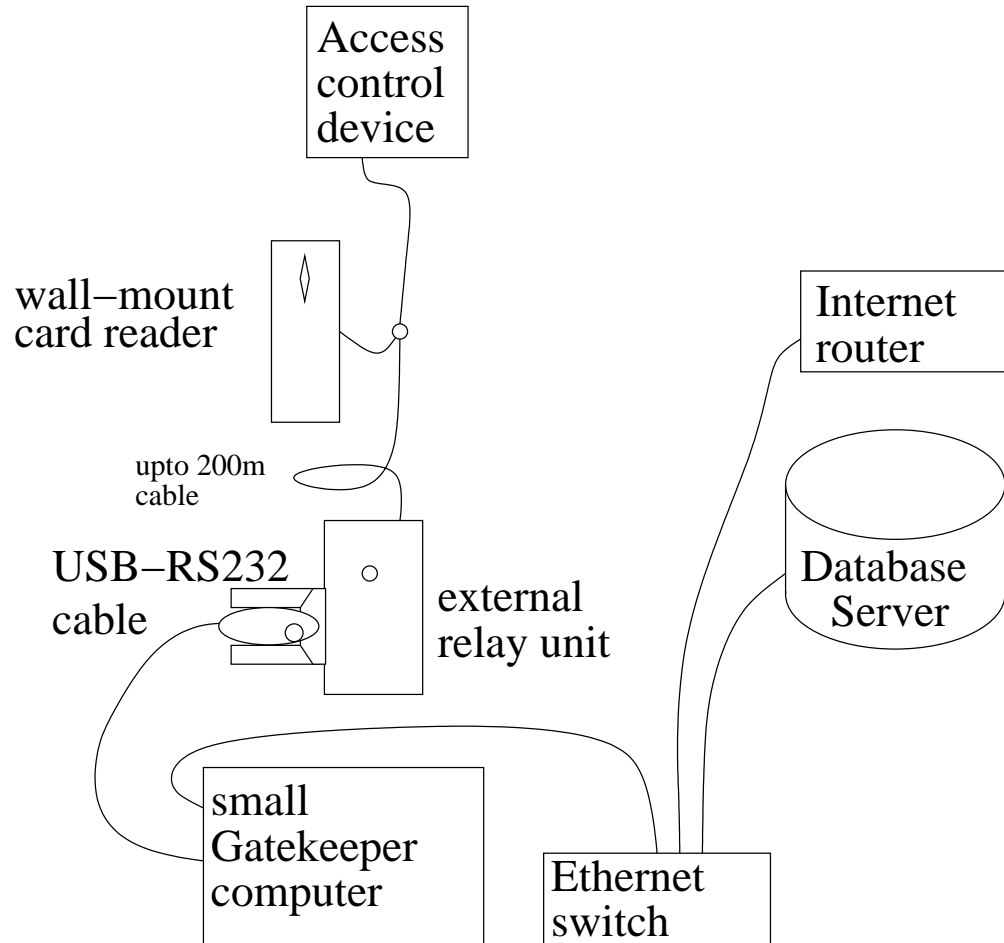 Access
control
device
wall−mount
card reader
Internet
router
upto 200m
cable
USB−RS232
cable
external
relay unit
Database
Server
small
Gatekeeper
computer
Ethernet
switch